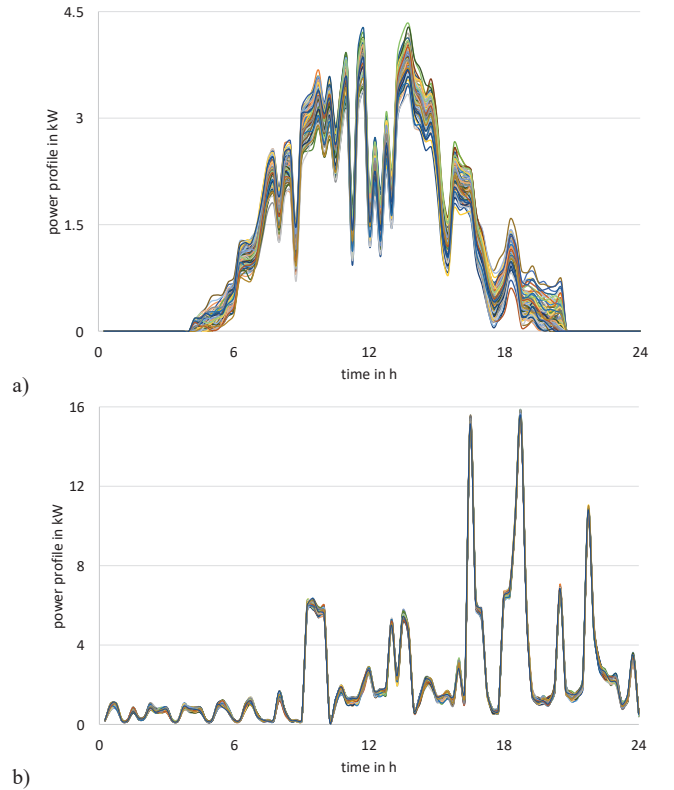 4.5
3
1.5
0
power profile in kW
0 6 12 18 24
time in h
a)
16
12
8
4
0
power profile in kW
0 6 12 18 24
time in h
b)